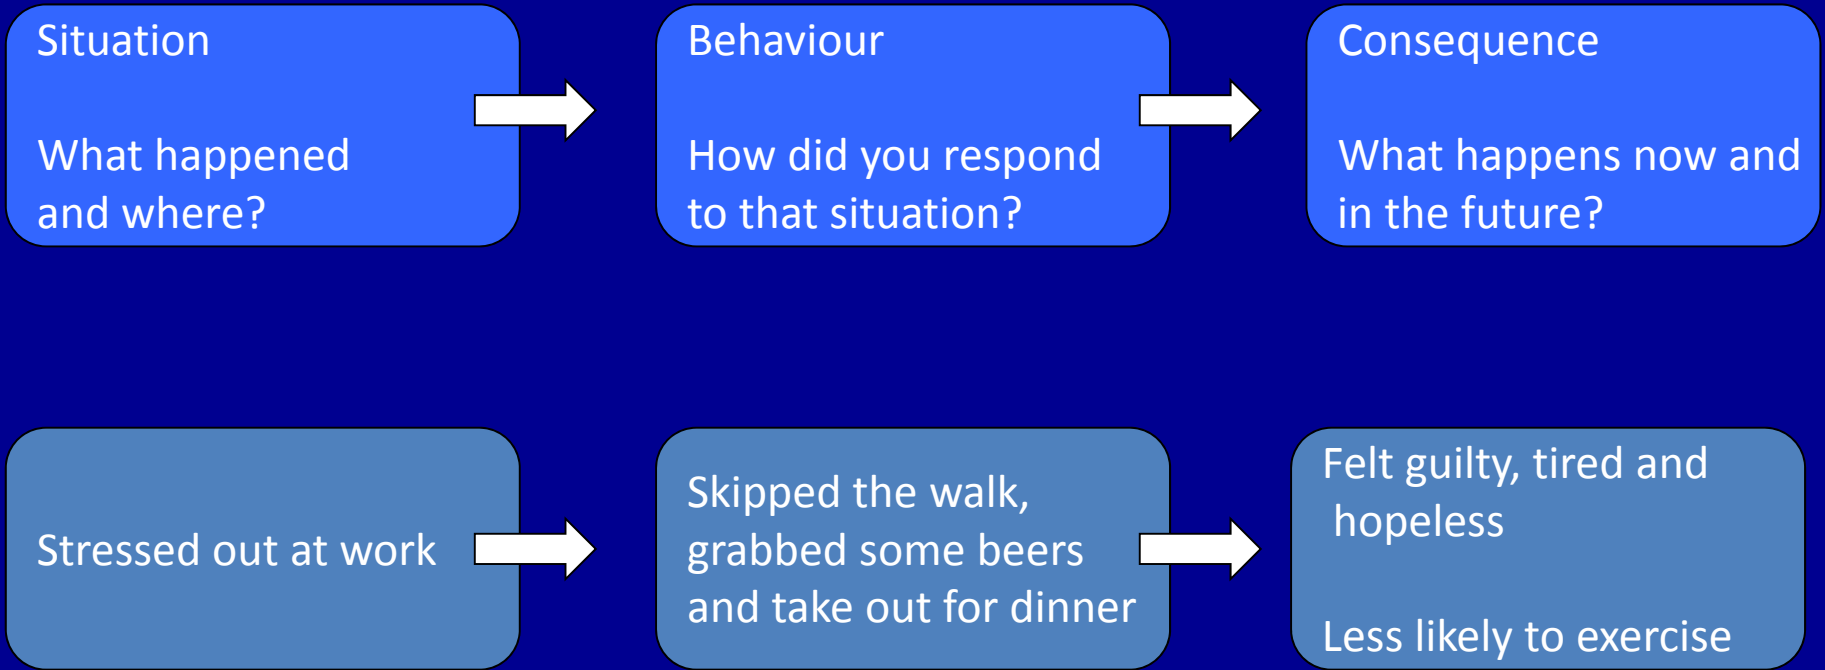 Situation
What happened
and where?
Behaviour
How did you respond
to that situation?
Consequence
What happens now and
in the future?
Stressed out at work
Skipped the walk,
grabbed some beers
and take out for dinner
Felt guilty, tired and
hopeless
Less likely to exercise